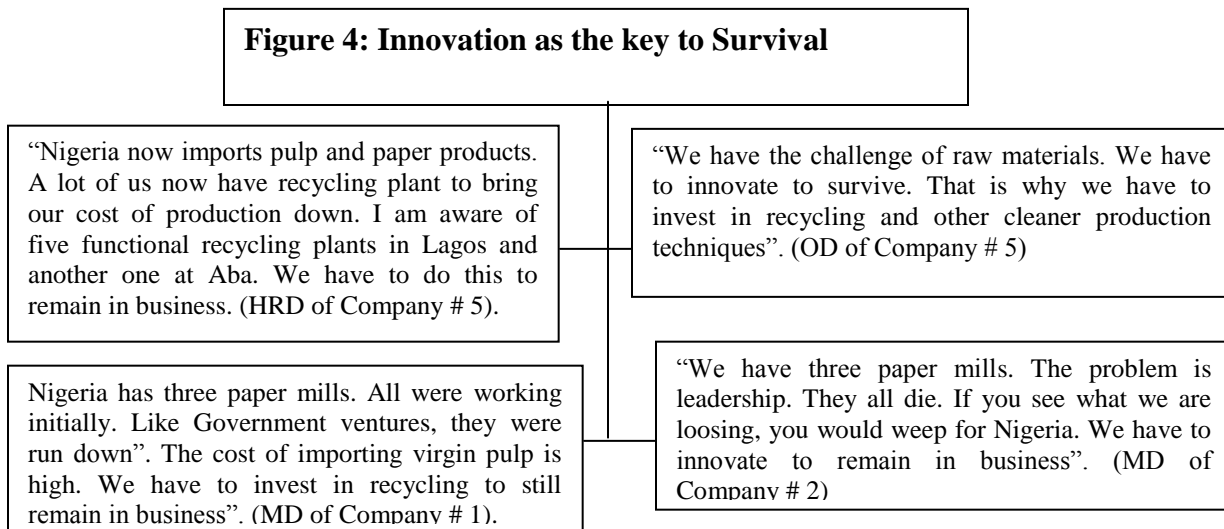 Figure 4: Innovation as the key to Survival
“Nigeria now imports pulp and paper products.
A lot of us now have recycling plant to bring
our cost of production down. I am aware of
five functional recycling plants in Lagos and
another one at Aba. We have to do this to
remain in business. (HRD of Company # 5).
“We have the challenge of raw materials. We have
to innovate to survive. That is why we have to
invest in recycling and other cleaner production
techniques”. (OD of Company # 5)
Nigeria has three paper mills. All were working
initially. Like Government ventures, they were
run down”. The cost of importing virgin pulp is
high. We have to invest in recycling to still
remain in business”. (MD of Company # 1).
“We have three paper mills. The problem is
leadership. They all die. If you see what we are
loosing, you would weep for Nigeria. We have to
innovate to remain in business”. (MD of
Company # 2)